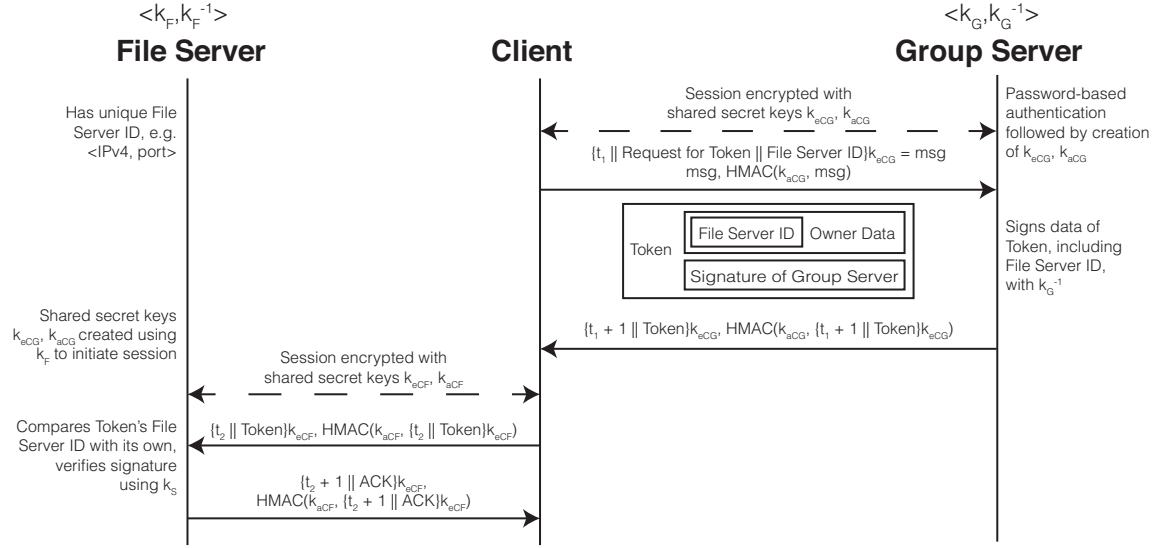 <k_F,k_F^-1>
<k_G,k_G^-1>
File Server
Client
Group Server
Has unique File
Server ID, e.g.
<IPv4, port>
Session encrypted with
shared secret keys k_eCG, k_aCG
Password-based
authentication
followed by creation
of k_eCG, k_aCG
{t_1 || Request for Token || File Server ID}k_eCG = msg
msg, HMAC(k_aCG, msg)
Token
File Server ID
Owner Data
Signature of Group Server
Signs data of
Token, including
File Server ID,
with k_G^-1
Shared secret keys
k_eCG, k_aCG created using
k_F to initiate session
{t_1 + 1 || Token}k_eCG, HMAC(k_aCG, {t_1 + 1 || Token}k_eCG)
Session encrypted with
shared secret keys k_eCF, k_aCF
Compares Token's File
Server ID with its own,
verifies signature
using k_S
{t_2 || Token}k_eCF, HMAC(k_aCF, {t_2 || Token}k_eCF)
{t_2 + 1 || ACK}k_eCF,
HMAC(k_aCF, {t_2 + 1 || ACK}k_eCF)